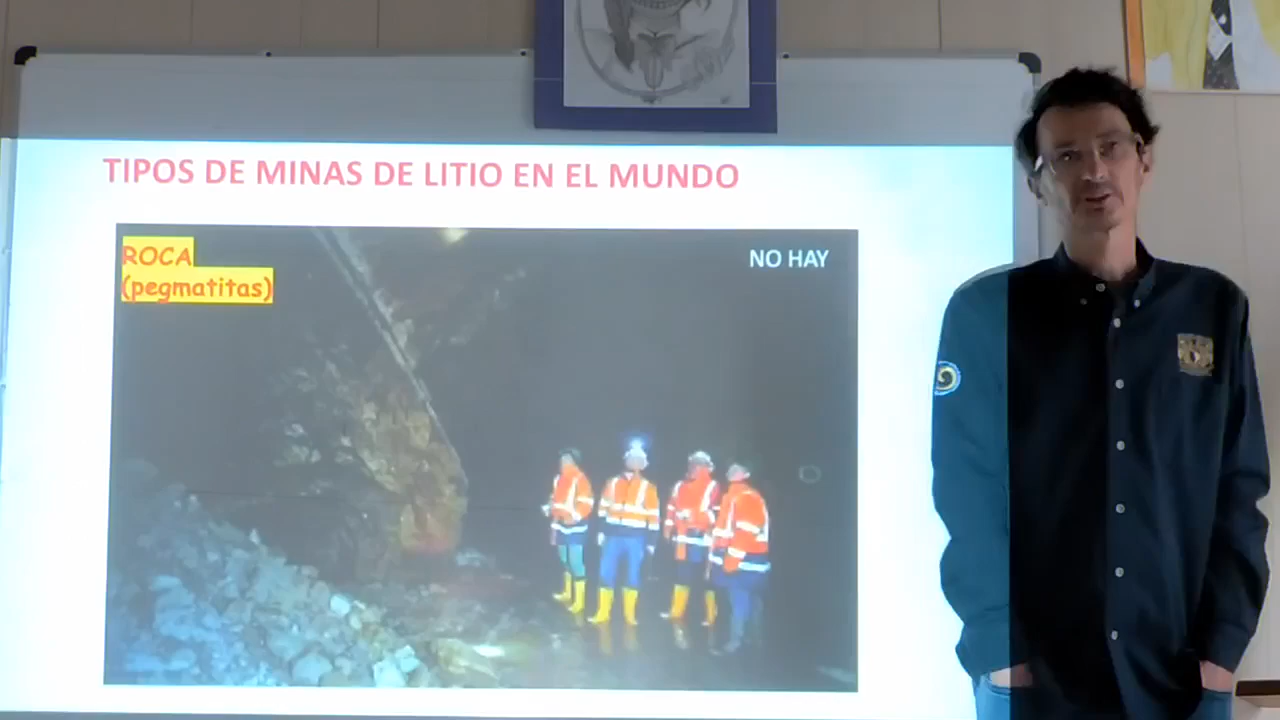 TIPOS DE MINAS DE LITIO EN EL MUNDO
ROCA
(pegmatitas)
NO HAY